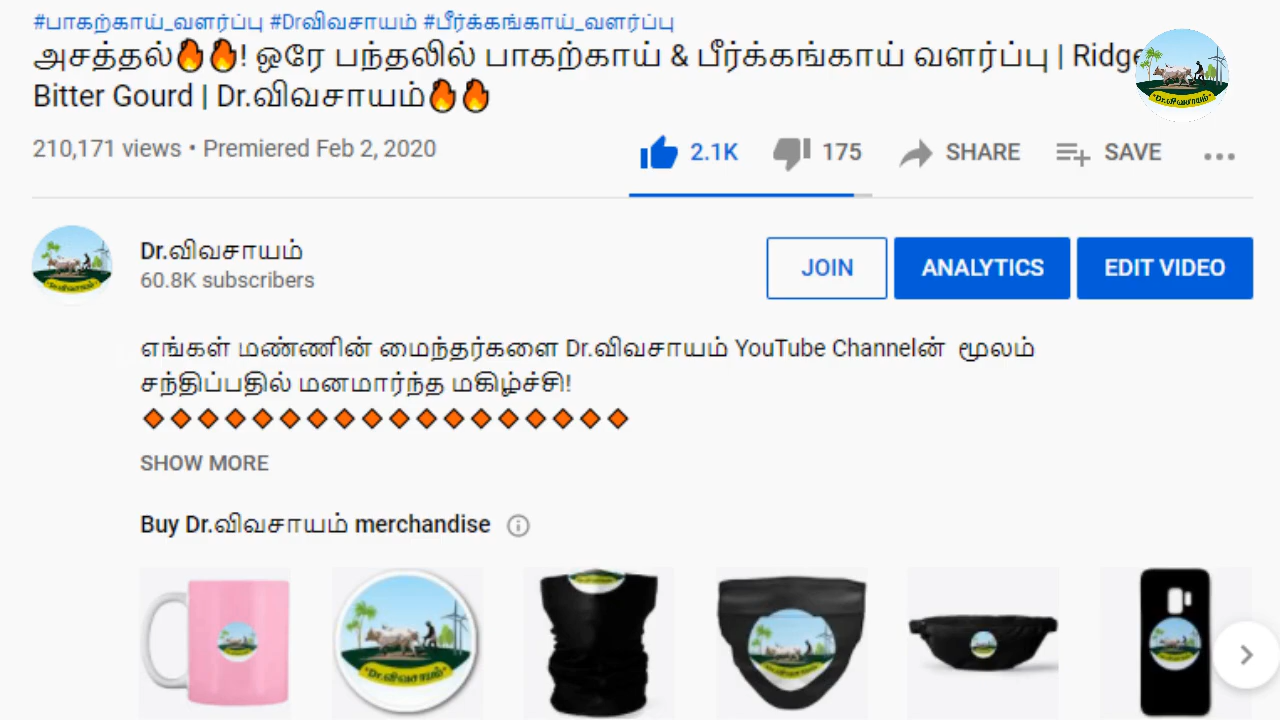 #பாகற்காய்_வளர்ப்பு #Drவிவசாயம் #பீர்க்கங்காய்_வளர்ப்பு
அசத்தல்🔥🔥! ஒரே பந்தலில் பாகற்காய் & பீர்க்கங்காய் வளர்ப்பு | Ridge
Bitter Gourd | Dr.விவசாயம்🔥🔥
210,171 views • Premiered Feb 2, 2020
2.1K 175 SHARE SAVE
Dr.விவசாயம்
60.8K subscribers
JOIN ANALYTICS EDIT VIDEO
எங்கள் மண்ணின் மைந்தர்களை Dr.விவசாயம் YouTube Channelன் மூலம்
சந்திப்பதில் மனமார்ந்த மகிழ்ச்சி!
SHOW MORE
Buy Dr.விவசாயம் merchandise
"Dr.விவசாயம்"